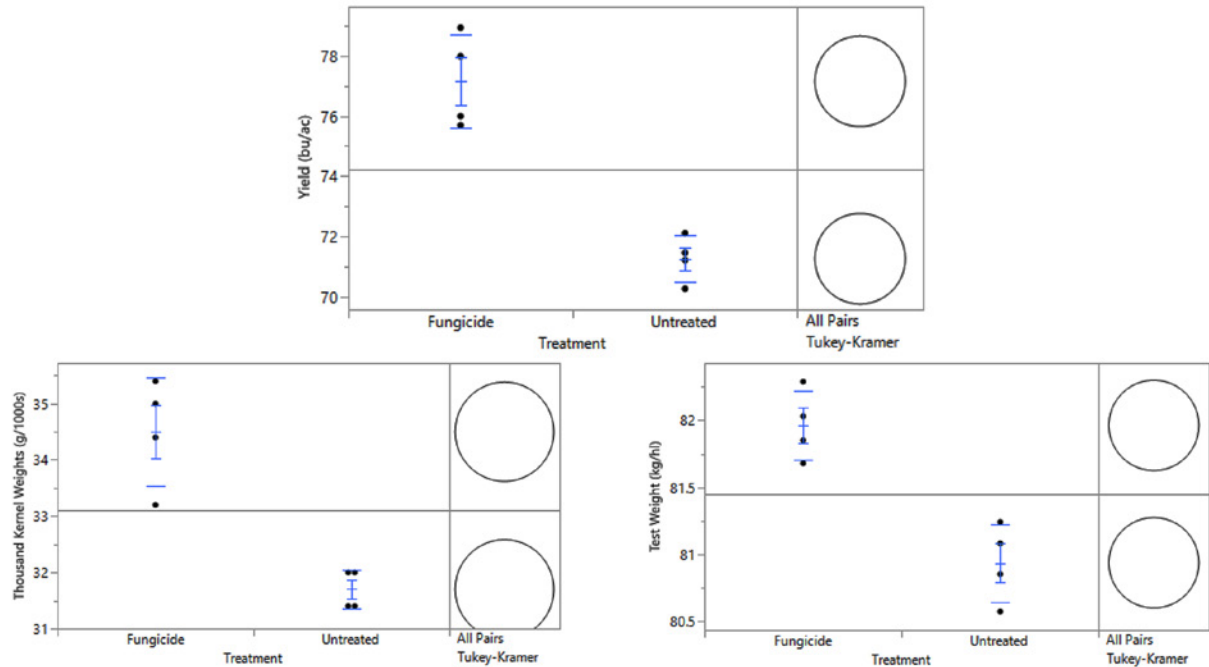 Yield (bu/ac)
78
76
74
72
70
Fungicide
Untreated
All Pairs
Treatment
Tukey-Kramer
Thousand Kernel Weights (g/1000s)
35
34
33
32
31
Fungicide
Untreated
All Pairs
Treatment
Tukey-Kramer
Test Weight (kg/hl)
82
81.5
81
80.5
Fungicide
Untreated
All Pairs
Treatment
Tukey-Kramer